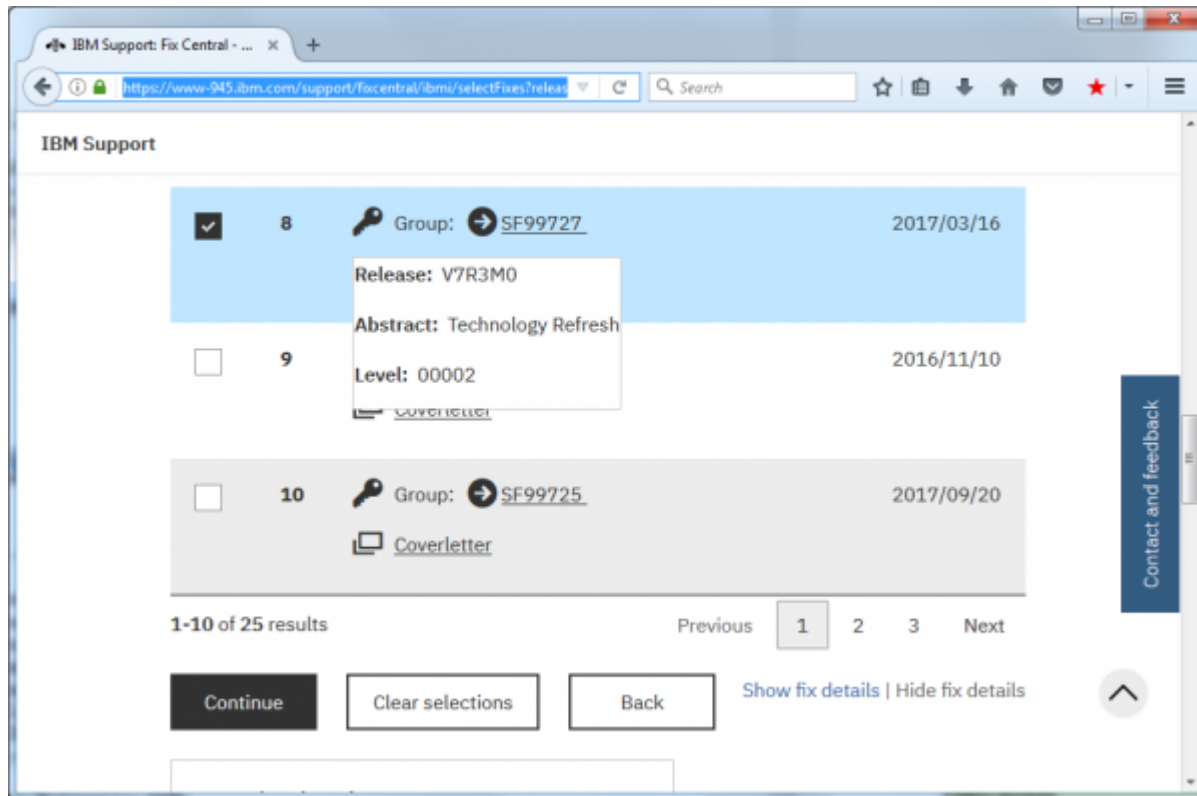 IBM Support: Fix Central - ...
https://www-945.ibm.com/support/fixcentral/ibmi/selectFixes?releas
Search
IBM Support
8 Group: SF99727 2017/03/16
Release: V7R3M0
Abstract: Technology Refresh
9 2016/11/10
Level: 00002
Coverletter
10 Group: SF99725 2017/09/20
Coverletter
Contact and feedback
1-10 of 25 results Previous 1 2 3 Next
Continue Clear selections Back Show fix details | Hide fix details